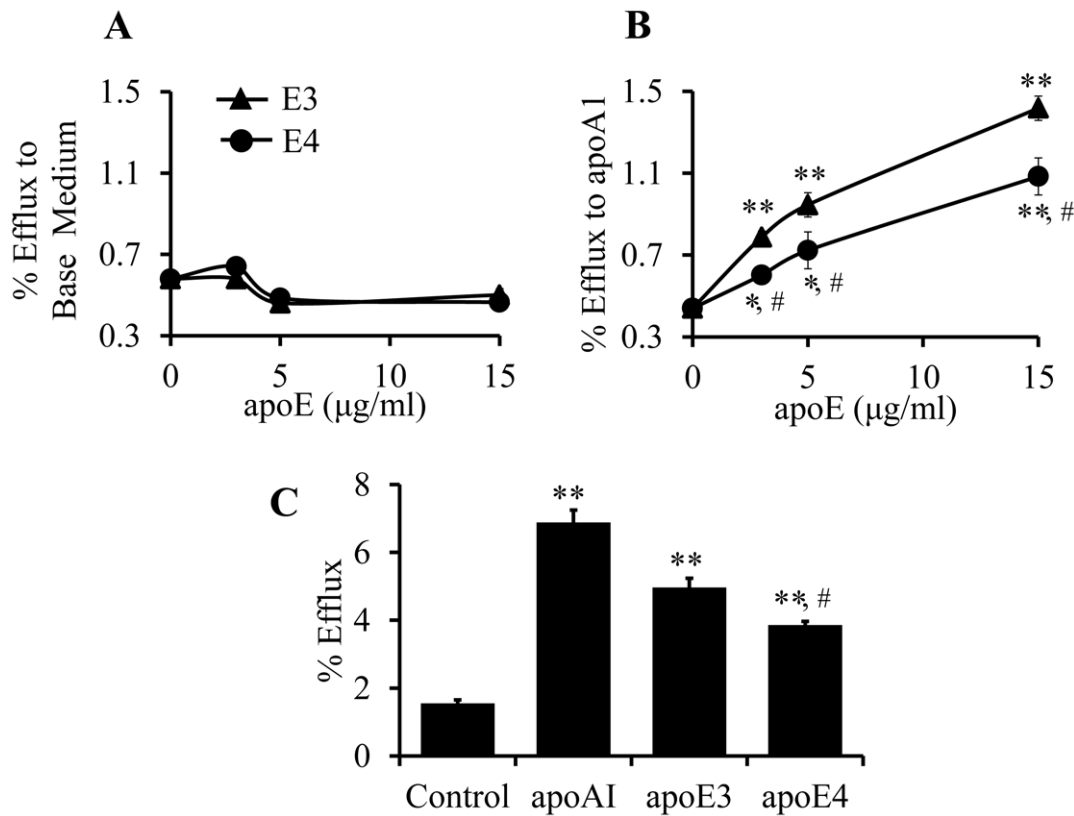 A
% Efflux to
Base Medium
1.5
1.1
0.7
0.3
E3
E4
0 5 10 15
apoE (μg/ml)
B
% Efflux to apoA1
1.5
1.1
0.7
0.3
**
**
**
*, #
*, #
**, #
0 5 10 15
apoE (μg/ml)
C
% Efflux
8
6
4
2
0
**
**
**, #
Control apoAI apoE3 apoE4